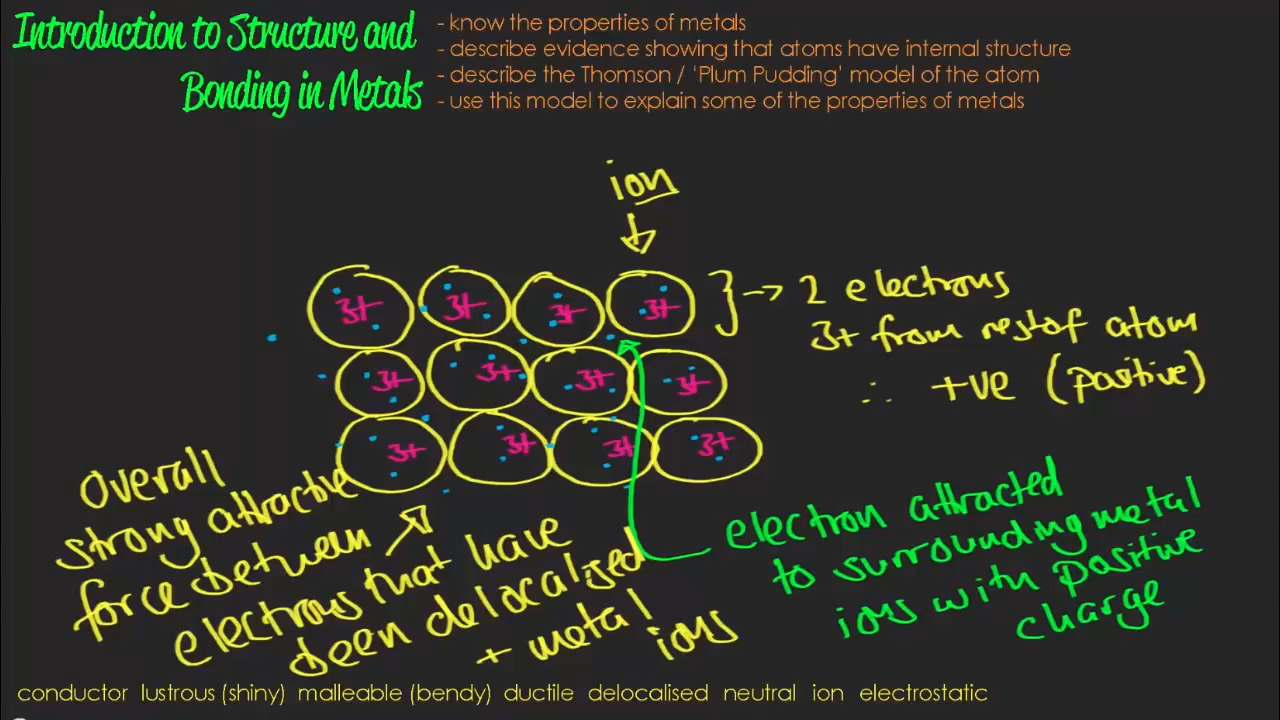 Introduction to Structure and
Bonding in Metals
- know the properties of metals
- describe evidence showing that atoms have internal structure
- describe the Thomson / ‘Plum Pudding’ model of the atom
- use this model to explain some of the properties of metals
ion
3+ 3+ 3+ 3+
3+ 3+ 3+ 3+
3+ 3+ 3+ 3+
→ 2 electrons
3+ from rest of atom
∴ +ve (positive)
Overall
strong attractive
force between
electrons that have
been delocalised
+ metal
ions
electron attracted
to surrounding metal
ions with positive
charge
conductor lustrous (shiny) malleable (bendy) ductile delocalised neutral ion electrostatic